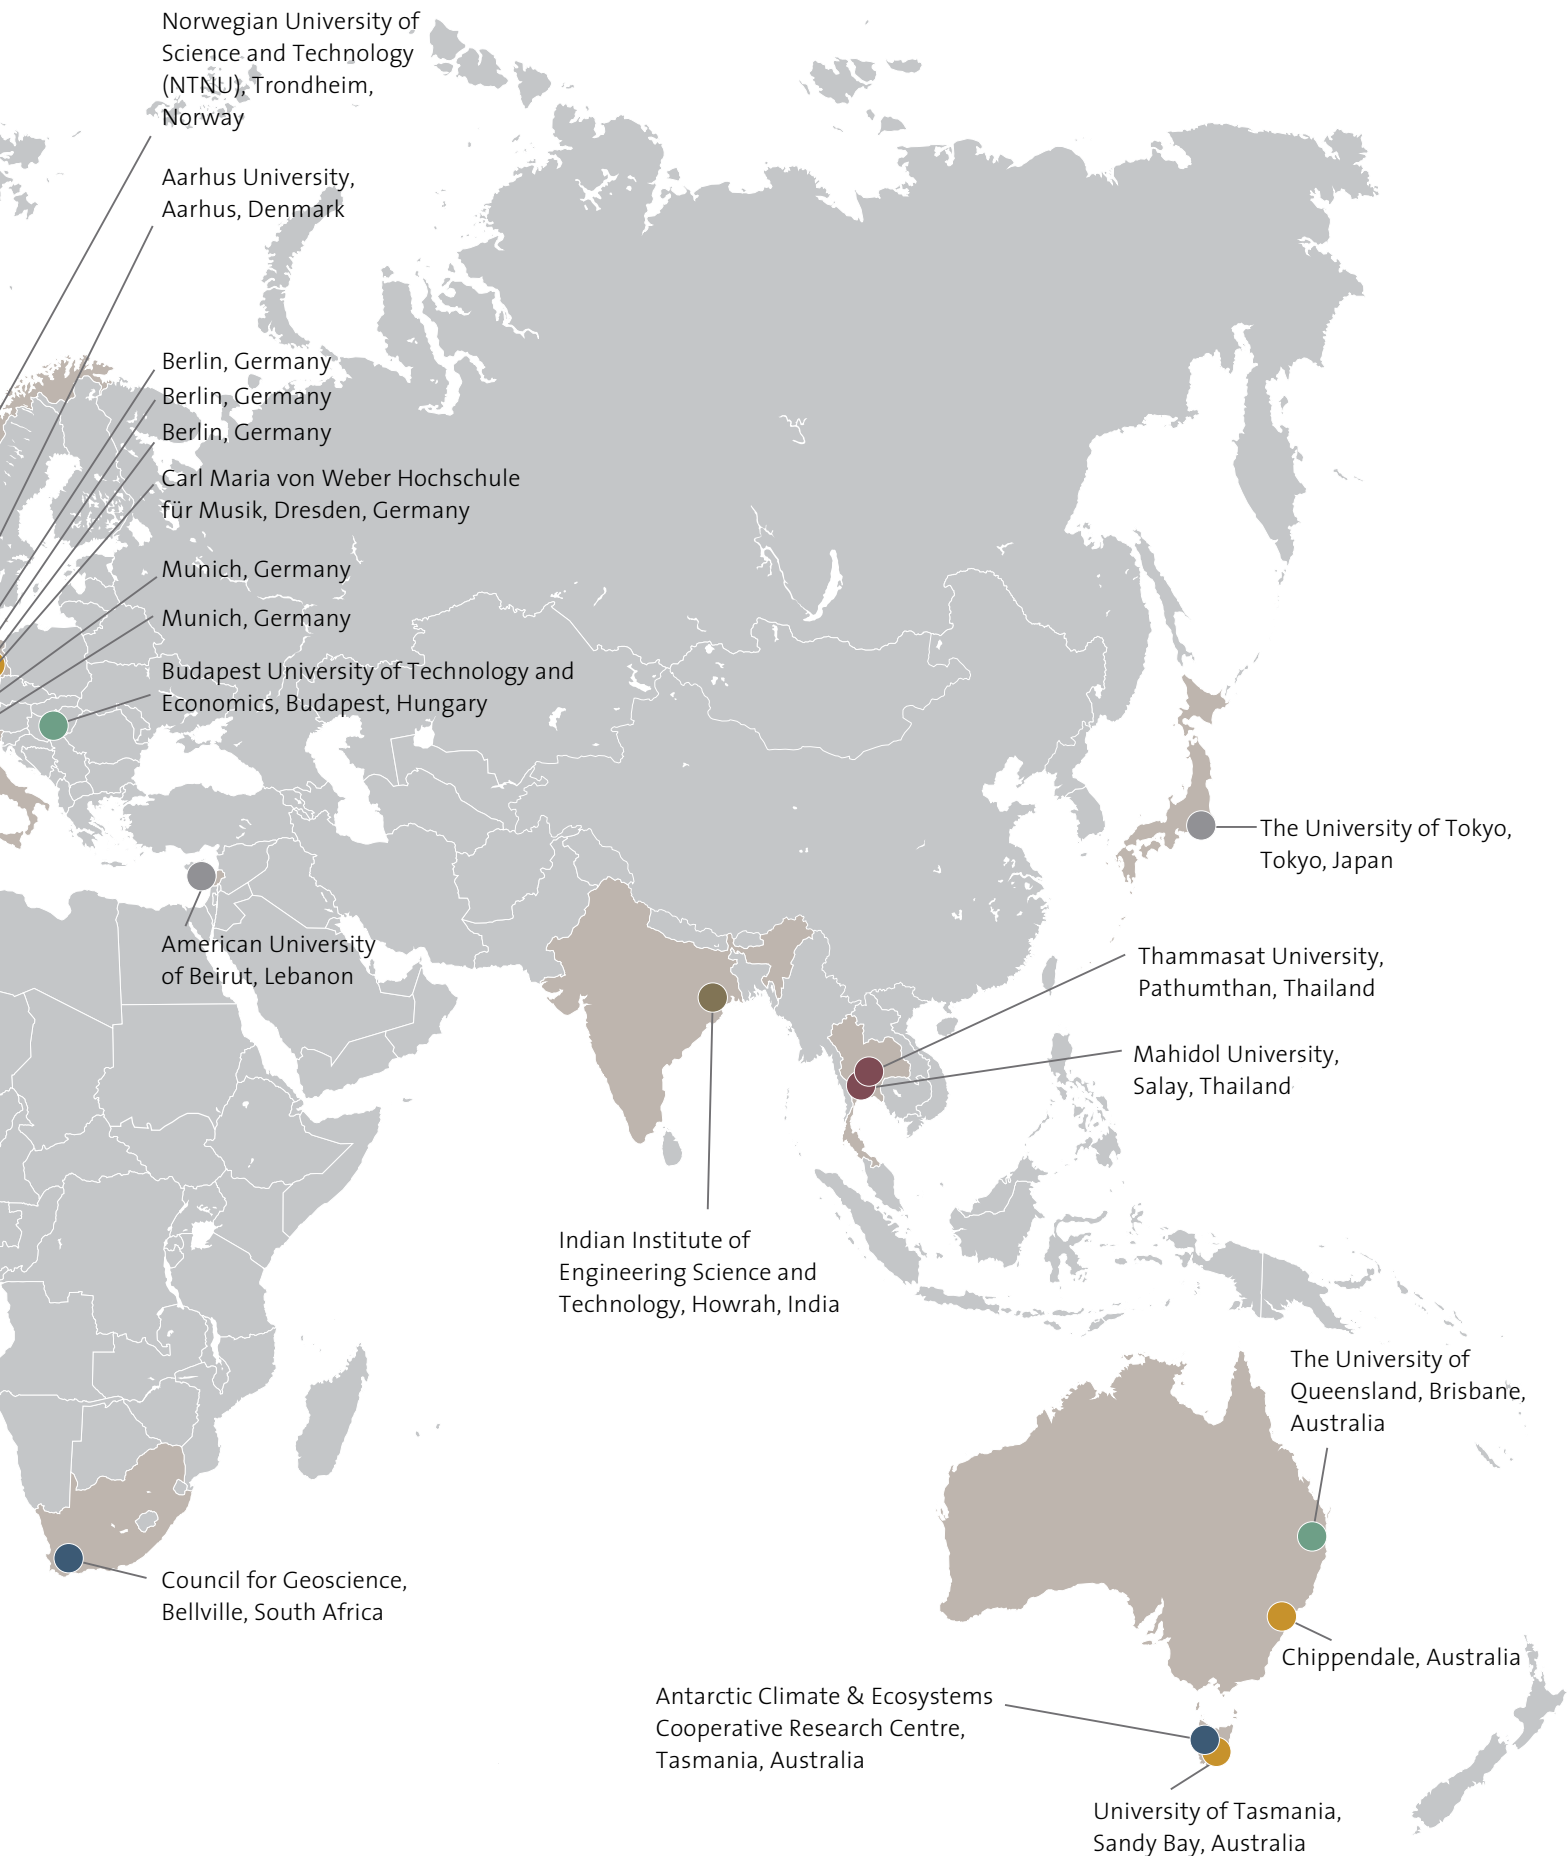 Norwegian University of
Science and Technology
(NTNU), Trondheim,
Norway
Aarhus University,
Aarhus, Denmark
Berlin, Germany
Berlin, Germany
Berlin, Germany
Carl Maria von Weber Hochschule
für Musik, Dresden, Germany
Munich, Germany
Munich, Germany
Budapest University of Technology and
Economics, Budapest, Hungary
The University of Tokyo,
Tokyo, Japan
American University
of Beirut, Lebanon
Thammasat University,
Pathumthan, Thailand
Mahidol University,
Salay, Thailand
Indian Institute of
Engineering Science and
Technology, Howrah, India
The University of
Queensland, Brisbane,
Australia
Council for Geoscience,
Bellville, South Africa
Chippendale, Australia
Antarctic Climate & Ecosystems
Cooperative Research Centre,
Tasmania, Australia
University of Tasmania,
Sandy Bay, Australia